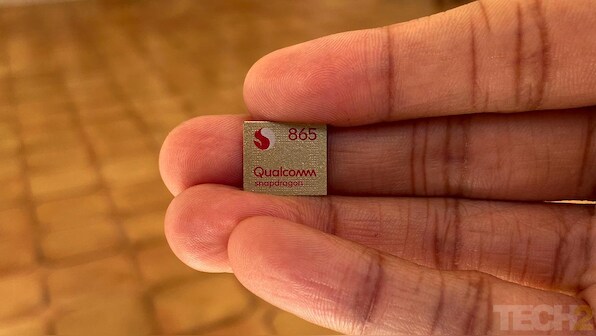 865
Qualcomm
snapdragon
TECH2